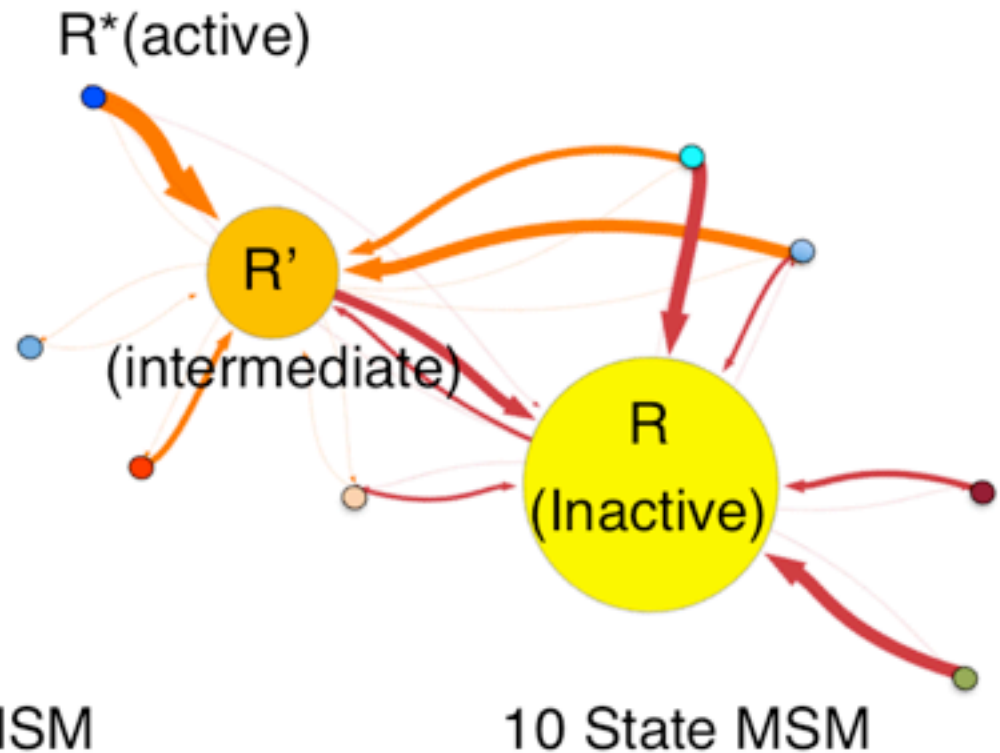 R*(active)
R’
(intermediate)
R
(Inactive)
10 State MSM